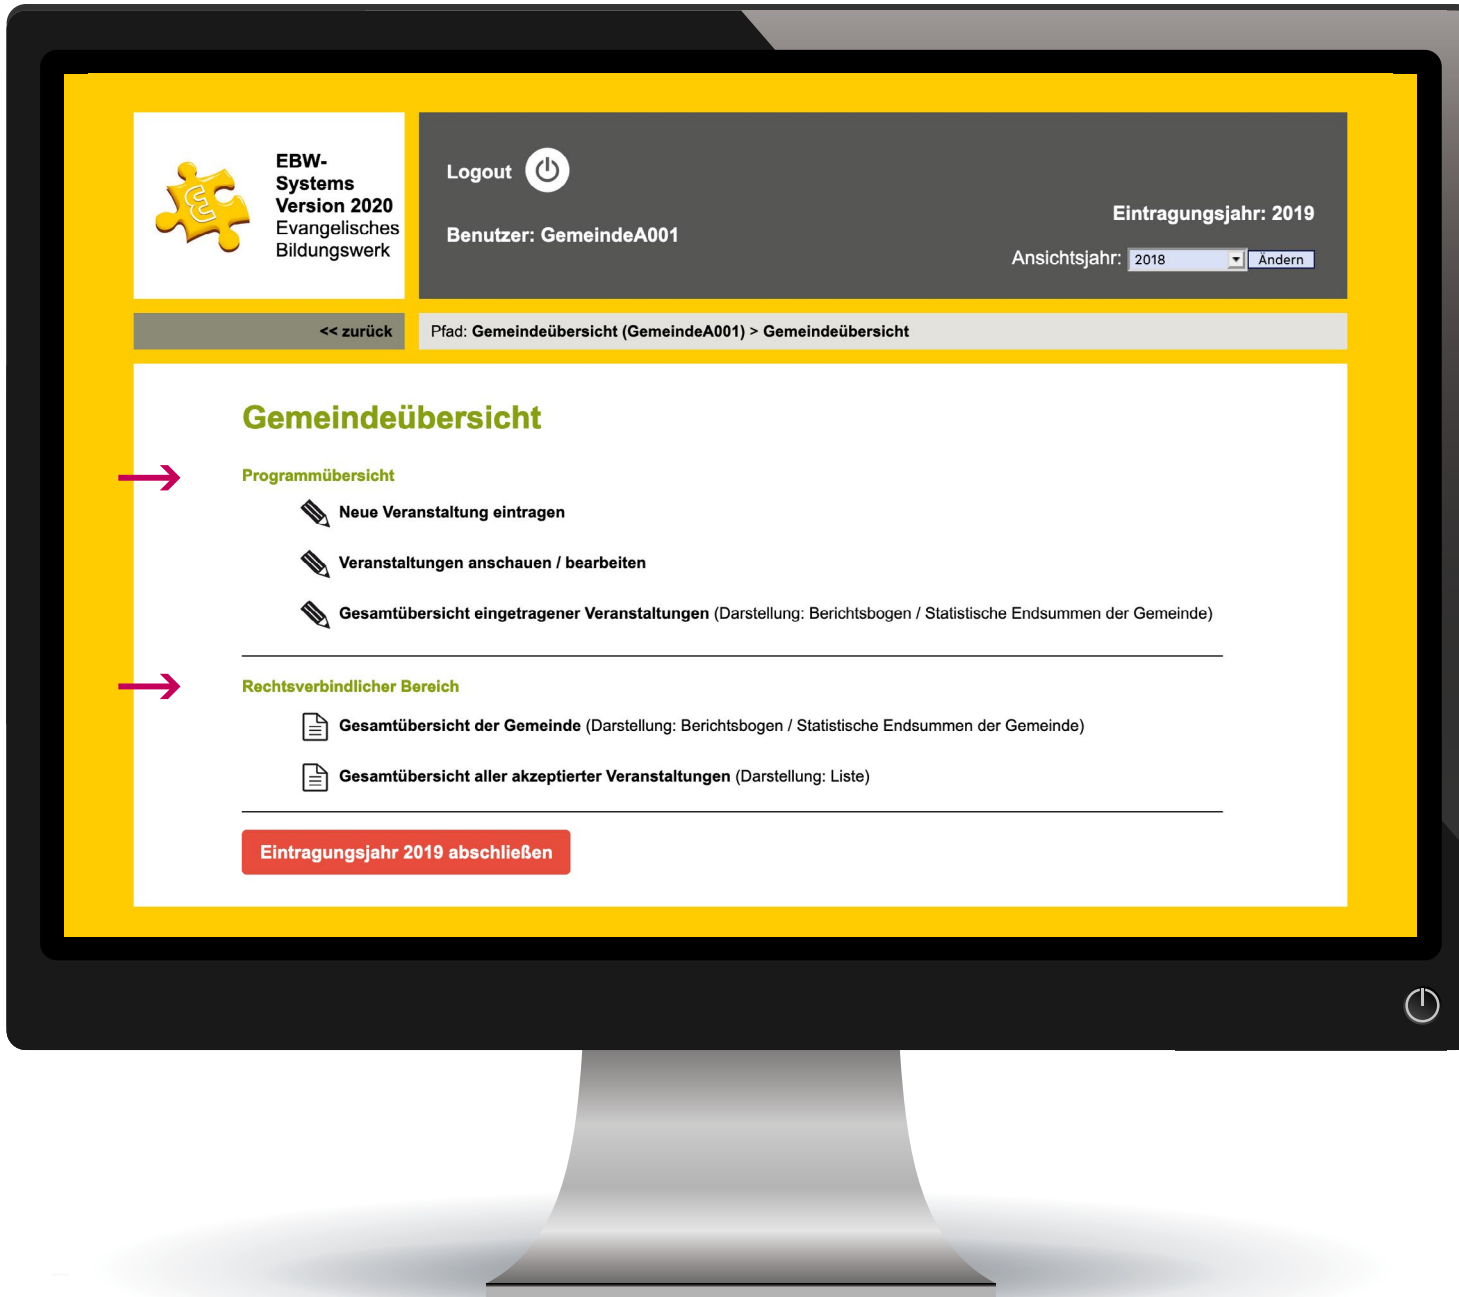 EBW-
Systems
Version 2020
Evangelisches
Bildungswerk
Logout
Benutzer: GemeindeA001
Eintragungsjahr: 2019
Ansichtsjahr: 2018 Ändern
<< zurück
Pfad: Gemeindeübersicht (GemeindeA001) > Gemeindeübersicht
Gemeindeübersicht
Programmübersicht
Neue Veranstaltung eintragen
Veranstaltungen anschauen / bearbeiten
Gesamtübersicht eingetragener Veranstaltungen (Darstellung: Berichtsbogen / Statistische Endsummen der Gemeinde)
Rechtsverbindlicher Bereich
Gesamtübersicht der Gemeinde (Darstellung: Berichtsbogen / Statistische Endsummen der Gemeinde)
Gesamtübersicht aller akzeptierter Veranstaltungen (Darstellung: Liste)
Eintragungsjahr 2019 abschließen